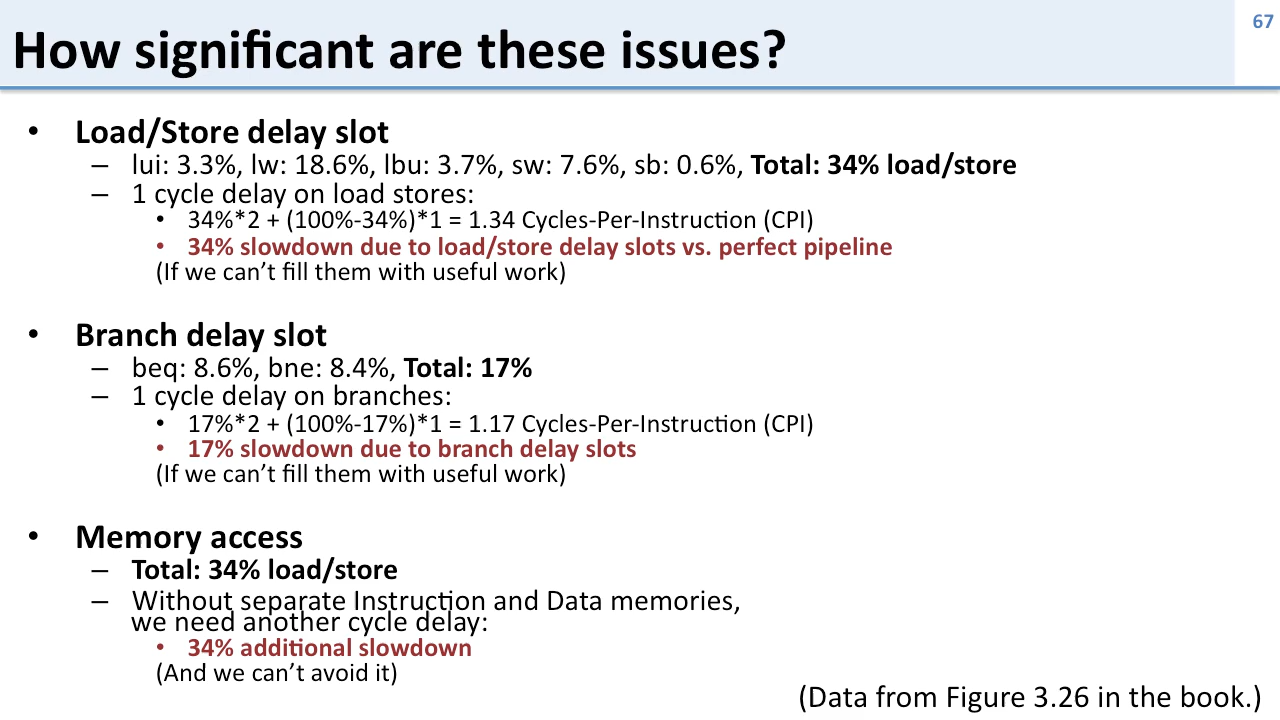 67
How significant are these issues?
• Load/Store delay slot
– lui: 3.3%, lw: 18.6%, lbu: 3.7%, sw: 7.6%, sb: 0.6%, Total: 34% load/store
– 1 cycle delay on load stores:
• 34%*2 + (100%-34%)*1 = 1.34 Cycles-Per-Instruction (CPI)
• 34% slowdown due to load/store delay slots vs. perfect pipeline
(If we can’t fill them with useful work)
• Branch delay slot
– beq: 8.6%, bne: 8.4%, Total: 17%
– 1 cycle delay on branches:
• 17%*2 + (100%-17%)*1 = 1.17 Cycles-Per-Instruction (CPI)
• 17% slowdown due to branch delay slots
(If we can’t fill them with useful work)
• Memory access
– Total: 34% load/store
– Without separate Instruction and Data memories,
we need another cycle delay:
• 34% additional slowdown
(And we can’t avoid it)
(Data from Figure 3.26 in the book.)